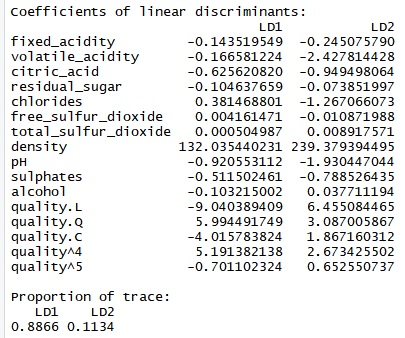 Coefficients of linear discriminants:
LD1 LD2
fixed_acidity -0.143519549 -0.245075790
volatile_acidity -0.166581224 -2.427814428
citric_acid -0.625620820 -0.949498064
residual_sugar -0.104637659 -0.073851997
chlorides 0.381468801 -1.267066073
free_sulfur_dioxide 0.004161471 -0.010871988
total_sulfur_dioxide 0.000504987 0.008917571
density 132.035440231 239.379394495
pH -0.920553112 -1.930447044
sulphates -0.511502461 -0.788526435
alcohol -0.103215002 0.037711194
quality.L -9.040389409 6.455084465
quality.Q 5.994491749 3.087005867
quality.C -4.015783824 1.867160312
quality^4 5.191382138 2.673425502
quality^5 -0.701102324 0.652550737
Proportion of trace:
LD1 LD2
0.8866 0.1134